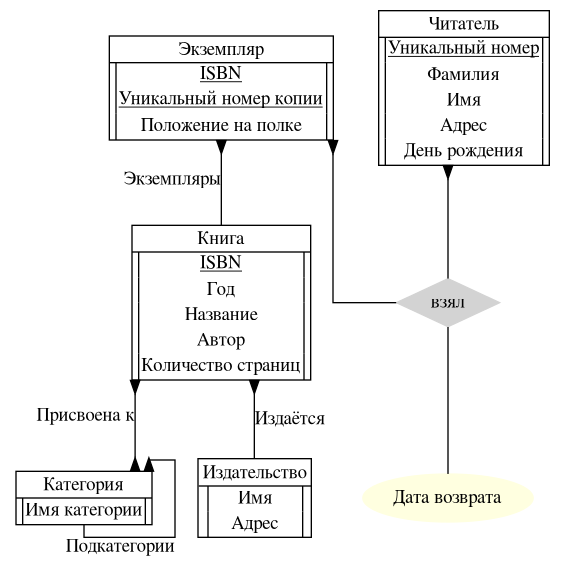 Читатель
Уникальный номер
Фамилия
Имя
Адрес
День рождения
Экземпляр
ISBN
Уникальный номер копии
Положение на полке
Экземпляры
Книга
ISBN
Год
Название
Автор
Количество страниц
взял
Присвоена к
Издаётся
Категория
Имя категории
Подкатегории
Издательство
Имя
Адрес
Дата возврата